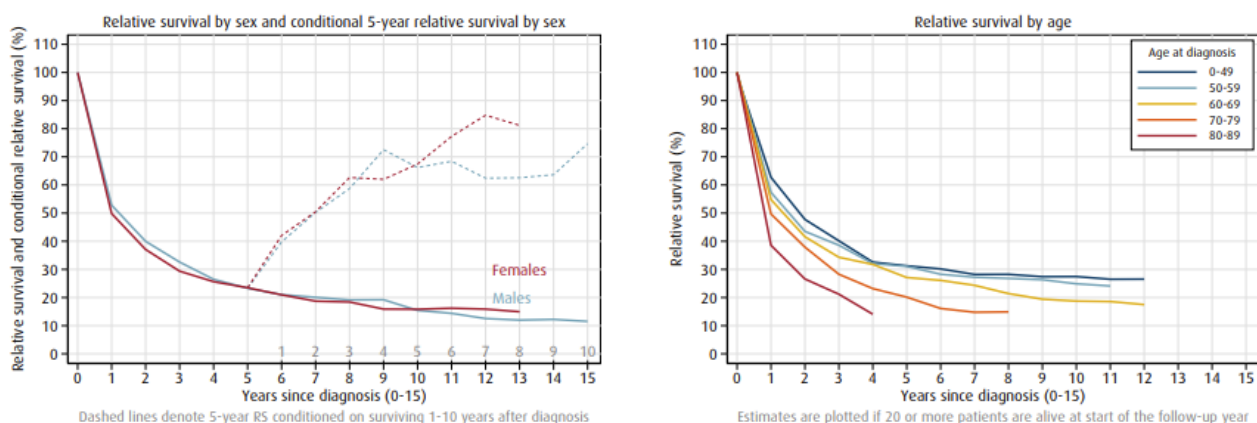 Relative survival by sex and conditional 5-year relative survival by sex
Relative survival and conditional relative survival (%)
110
100
90
80
70
60
50
40
30
20
10
0
Females
Males
1 2 3 4 5 6 7 8 9 10
0 1 2 3 4 5 6 7 8 9 10 11 12 13 14 15
Years since diagnosis (0-15)
Dashed lines denote 5-year RS conditioned on surviving 1-10 years after diagnosis
Relative survival by age
Relative survival (%)
110
100
90
80
70
60
50
40
30
20
10
0
Age at diagnosis
0-49
50-59
60-69
70-79
80-89
0 1 2 3 4 5 6 7 8 9 10 11 12 13 14 15
Years since diagnosis (0-15)
Estimates are plotted if 20 or more patients are alive at start of the follow-up year